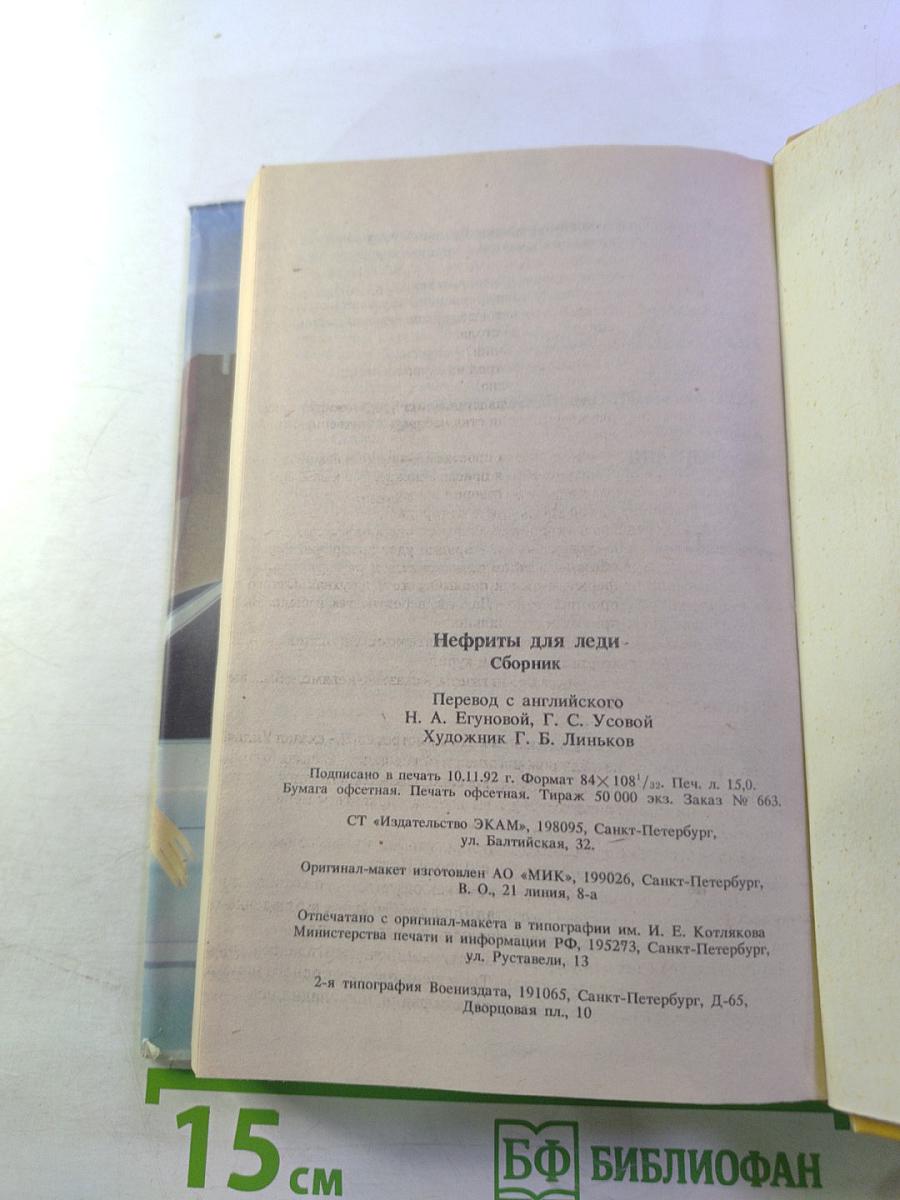 Нефриты для леди
Сборник
Перевод с английского
Н. А. Егуновой, Г. С. Усовой
Художник Г. Б. Линьков
Подписано в печать 10.11.92 г. Формат 84×108¹/₃₂. Печ. л. 15,0.
Бумага офсетная. Печать офсетная. Тираж 50 000 экз. Заказ № 663.
СТ «Издательство ЭКАМ», 198095, Санкт-Петербург,
ул. Балтийская, 32.
Оригинал-макет изготовлен АО «МИК», 199026, Санкт-Петербург,
В. О., 21 линия, 8-а
Отпечатано с оригинал-макета в типографии им. И. Е. Котлякова
Министерства печати и информации РФ, 195273, Санкт-Петербург,
ул. Руставели, 13
2-я типография Воениздата, 191065, Санкт-Петербург, Д-65,
Дворцовая пл., 10
15 см
БФ БИБЛИОФАН